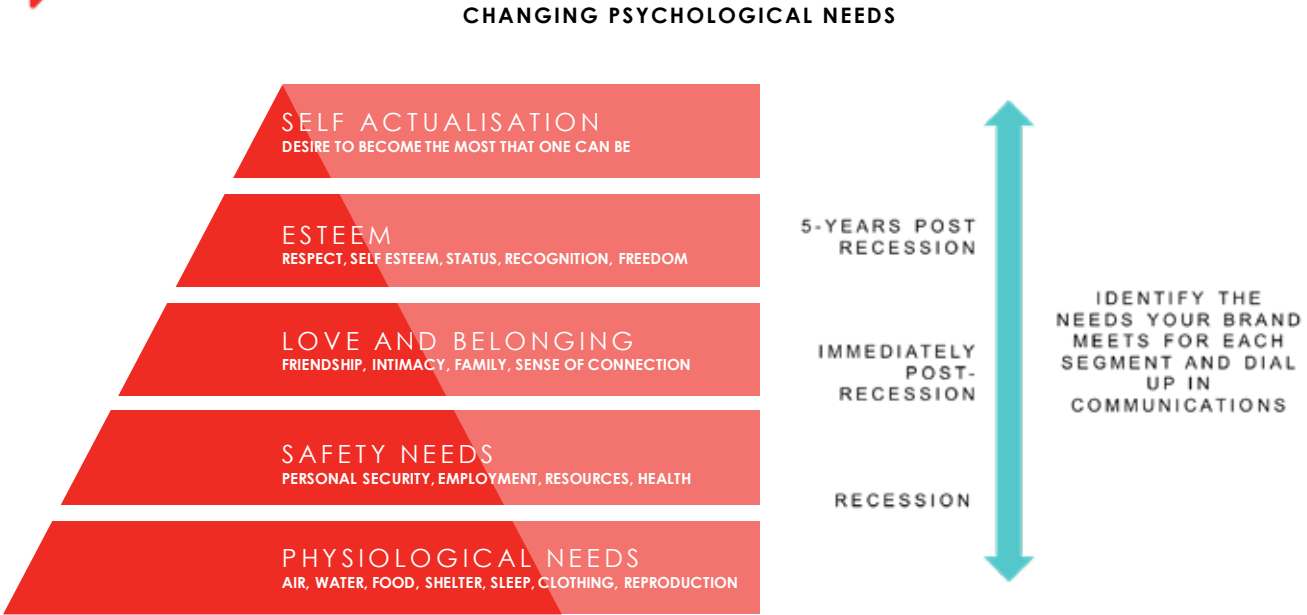 CHANGING PSYCHOLOGICAL NEEDS
SELF ACTUALISATION
DESIRE TO BECOME THE MOST THAT ONE CAN BE
ESTEEM
RESPECT, SELF ESTEEM, STATUS, RECOGNITION, FREEDOM
LOVE AND BELONGING
FRIENDSHIP, INTIMACY, FAMILY, SENSE OF CONNECTION
SAFETY NEEDS
PERSONAL SECURITY, EMPLOYMENT, RESOURCES, HEALTH
PHYSIOLOGICAL NEEDS
AIR, WATER, FOOD, SHELTER, SLEEP, CLOTHING, REPRODUCTION
5-YEARS POST
RECESSION
IMMEDIATELY
POST-
RECESSION
RECESSION
IDENTIFY THE
NEEDS YOUR BRAND
MEETS FOR EACH
SEGMENT AND DIAL
UP IN
COMMUNICATIONS